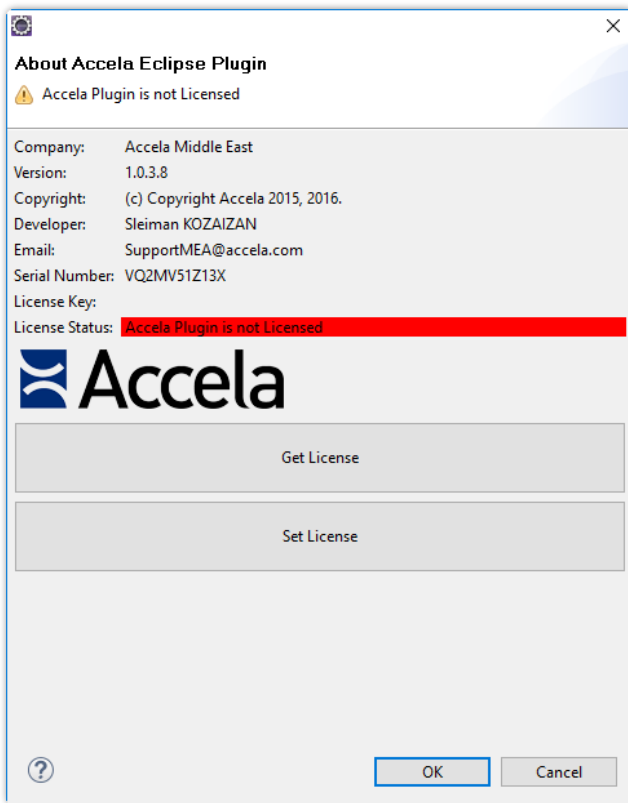 About Accela Eclipse Plugin
Accela Plugin is not Licensed
Company: Accela Middle East
Version: 1.0.3.8
Copyright: (c) Copyright Accela 2015, 2016.
Developer: Sleiman KOZAIZAN
Email: SupportMEA@accela.com
Serial Number: VQ2MV51Z13X
License Key:
License Status: Accela Plugin is not Licensed
Accela
Get License
Set License
?
OK Cancel